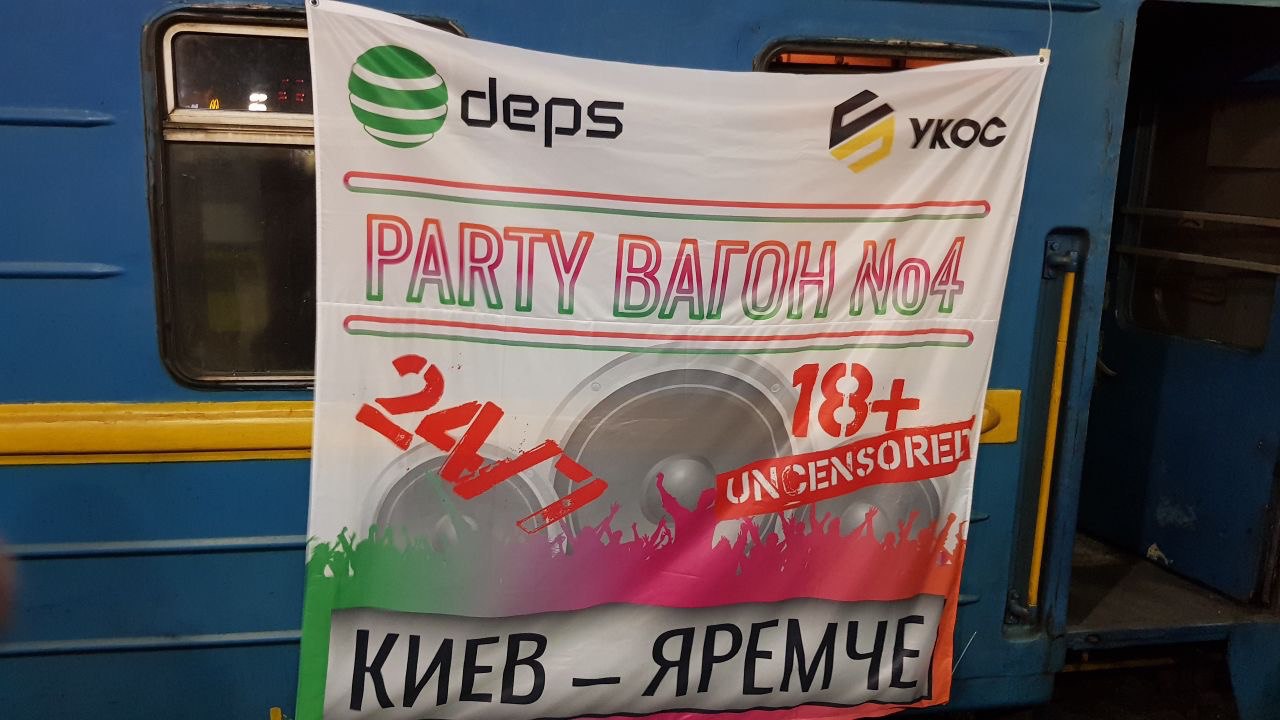 deps
УКОС
PARTY ВАГОН №4
24/7
18+
UNCENSORED
КИЕВ – ЯРЕМЧЕ